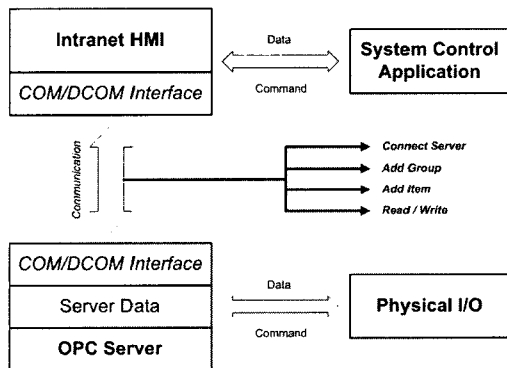 Intranet HMI
COM/DCOM Interface
Data
Command
System Control
Application
Communication
Connect Server
Add Group
Add Item
Read / Write
COM/DCOM Interface
Server Data
OPC Server
Data
Command
Physical I/O